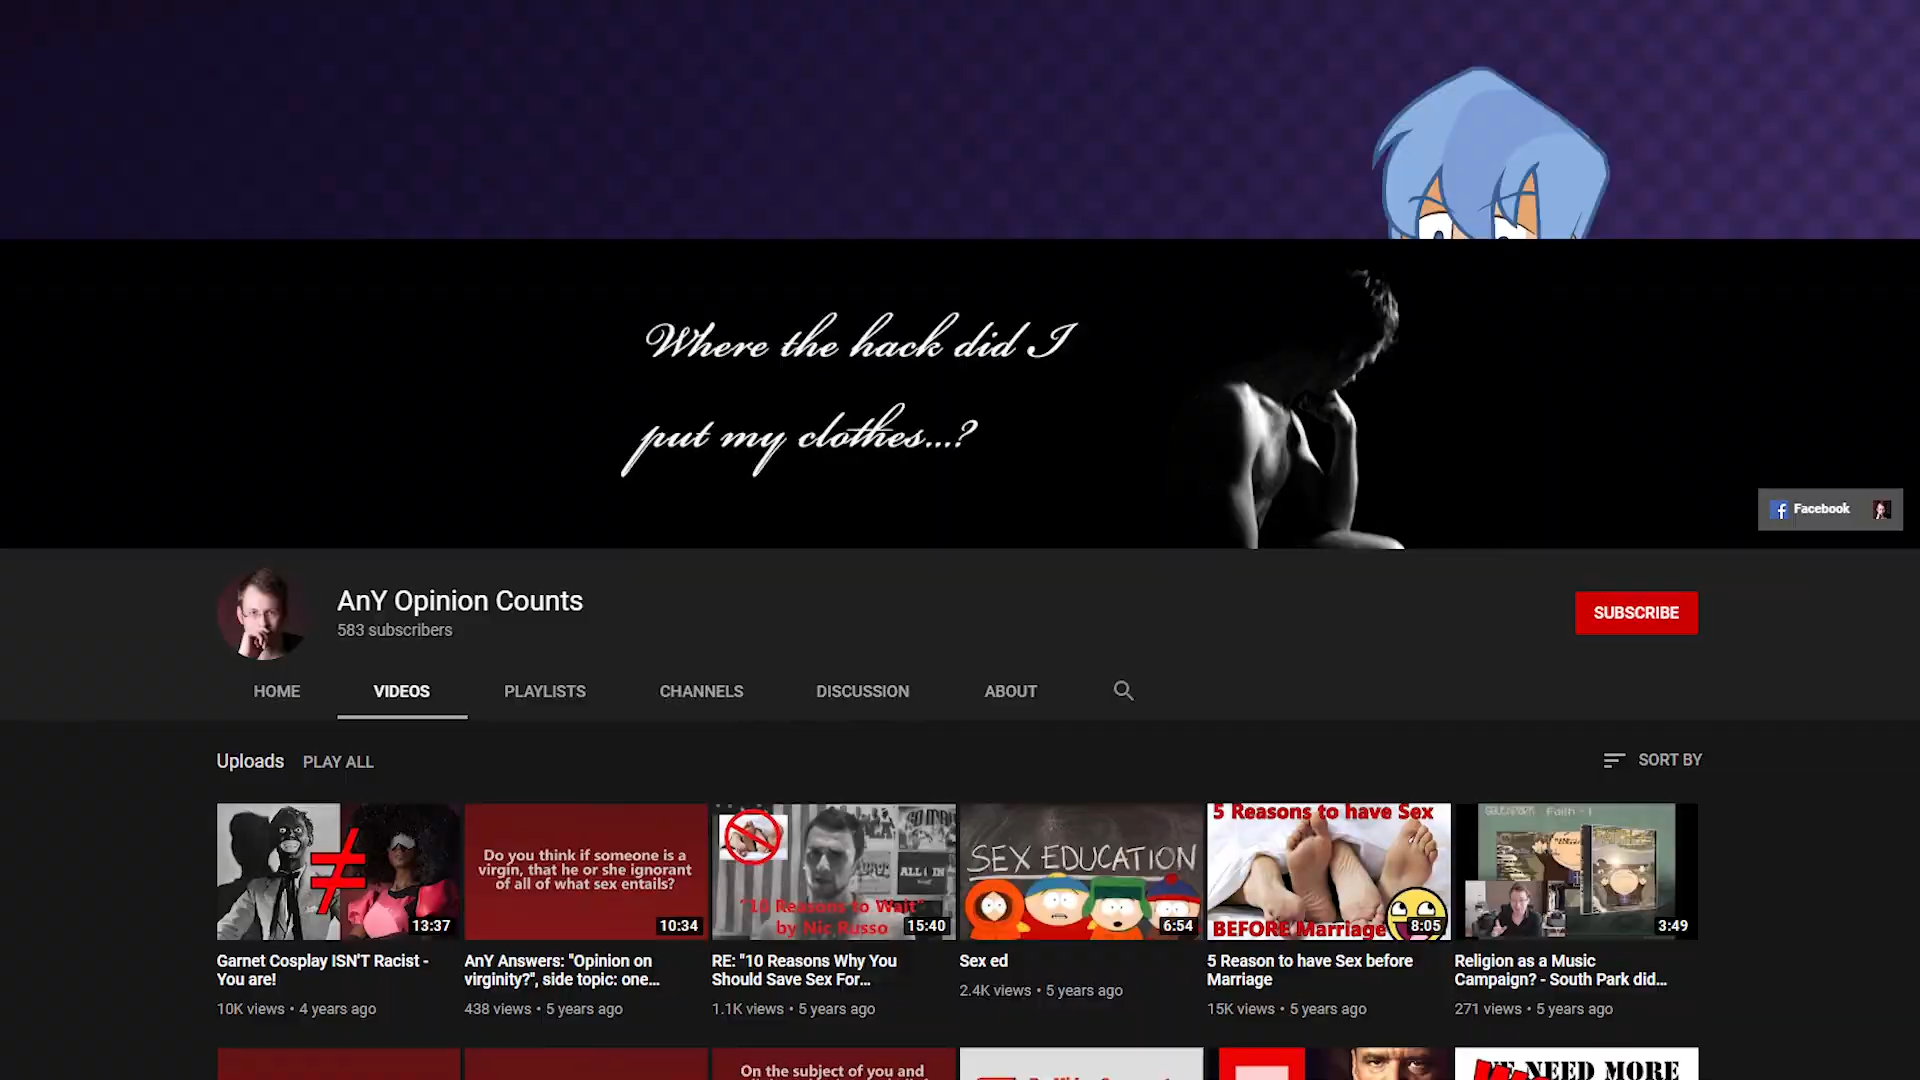 Where the hack did I
put my clothes...?
Facebook
AnY Opinion Counts
583 subscribers
SUBSCRIBE
HOME
VIDEOS
PLAYLISTS
CHANNELS
DISCUSSION
ABOUT
Uploads
PLAY ALL
SORT BY
13:37
Garnet Cosplay ISN'T Racist -
You are!
10K views • 4 years ago
Do you think if someone is a
virgin, that he or she ignorant
of all of what sex entails?
10:34
AnY Answers: "Opinion on
virginity?", side topic: one...
438 views • 5 years ago
ALL IN
"10 Reasons to Wait"
by Nic Russo
15:40
RE: "10 Reasons Why You
Should Save Sex For...
1.1K views • 5 years ago
SEX EDUCATION
6:54
Sex ed
2.4K views • 5 years ago
5 Reasons to have Sex
BEFORE Marriage
8:05
5 Reason to have Sex before
Marriage
15K views • 5 years ago
Faith + 1
3:49
Religion as a Music
Campaign? - South Park did...
271 views • 5 years ago
On the subject of you and
NEED MORE